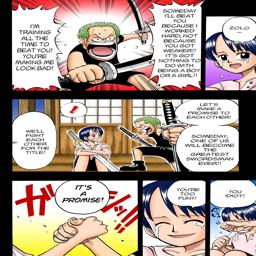 SOMEDAY
I'LL BEAT
YOU
BECAUSE I
WORKED
HARD, NOT
BECAUSE
YOU GOT
WEAKER!!
IT'S GOT
NOTHING TO
DO WITH
BEING A BOY
OR A GIRL!!
I'M
TRAINING
ALL THE
TIME TO
BEAT YOU!
YOU'RE
MAKING ME
LOOK BAD!
ZOLO
...
LET'S
MAKE A
PROMISE TO
EACH OTHER!
SOMEDAY,
ONE OF US
WILL BECOME
THE
GREATEST
SWORDSMAN
EVER!!
!
WE'LL
FIGHT
EACH
OTHER FOR
THE TITLE!
YOU
IDIOT!
YOU'RE
TOO
FUNNY!
IT'S
A
PROMISE!
ガシッ